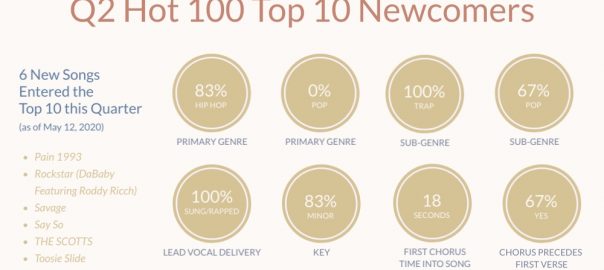 Q2 Hot 100 Top 10 Newcomers
6 New Songs
Entered the
Top 10 this Quarter
(as of May 12, 2020)
• Pain 1993
• Rockstar (DaBaby
Featuring Roddy Ricch)
• Savage
• Say So
• THE SCOTTS
• Toosie Slide
83%
HIP HOP
PRIMARY GENRE
0%
POP
PRIMARY GENRE
100%
TRAP
SUB-GENRE
67%
POP
SUB-GENRE
100%
SUNG/RAPPED
LEAD VOCAL DELIVERY
83%
MINOR
KEY
18
SECONDS
FIRST CHORUS
TIME INTO SONG
67%
YES
CHORUS PRECEDES
FIRST VERSE